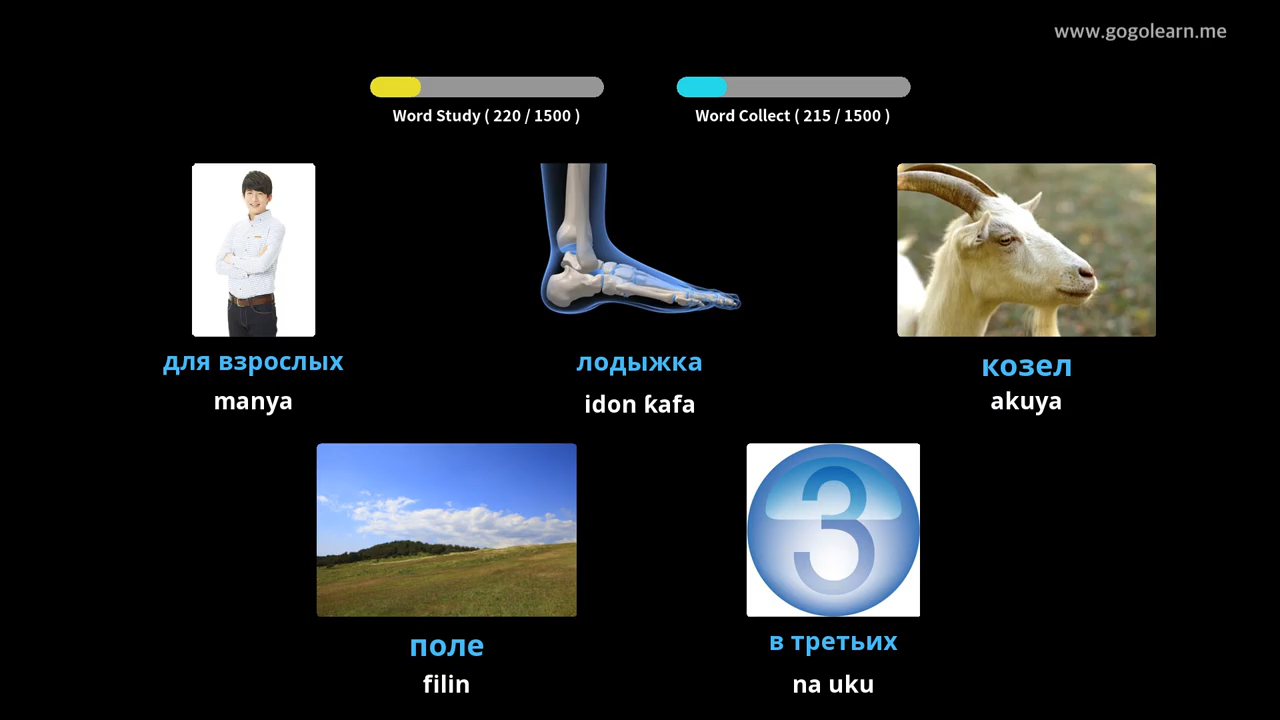 www.gogolearn.me
Word Study ( 220 / 1500 )
Word Collect ( 215 / 1500 )
для взрослых
manya
лодыжка
idon ƙafa
козел
akuya
поле
filin
3
в третьих
na uku